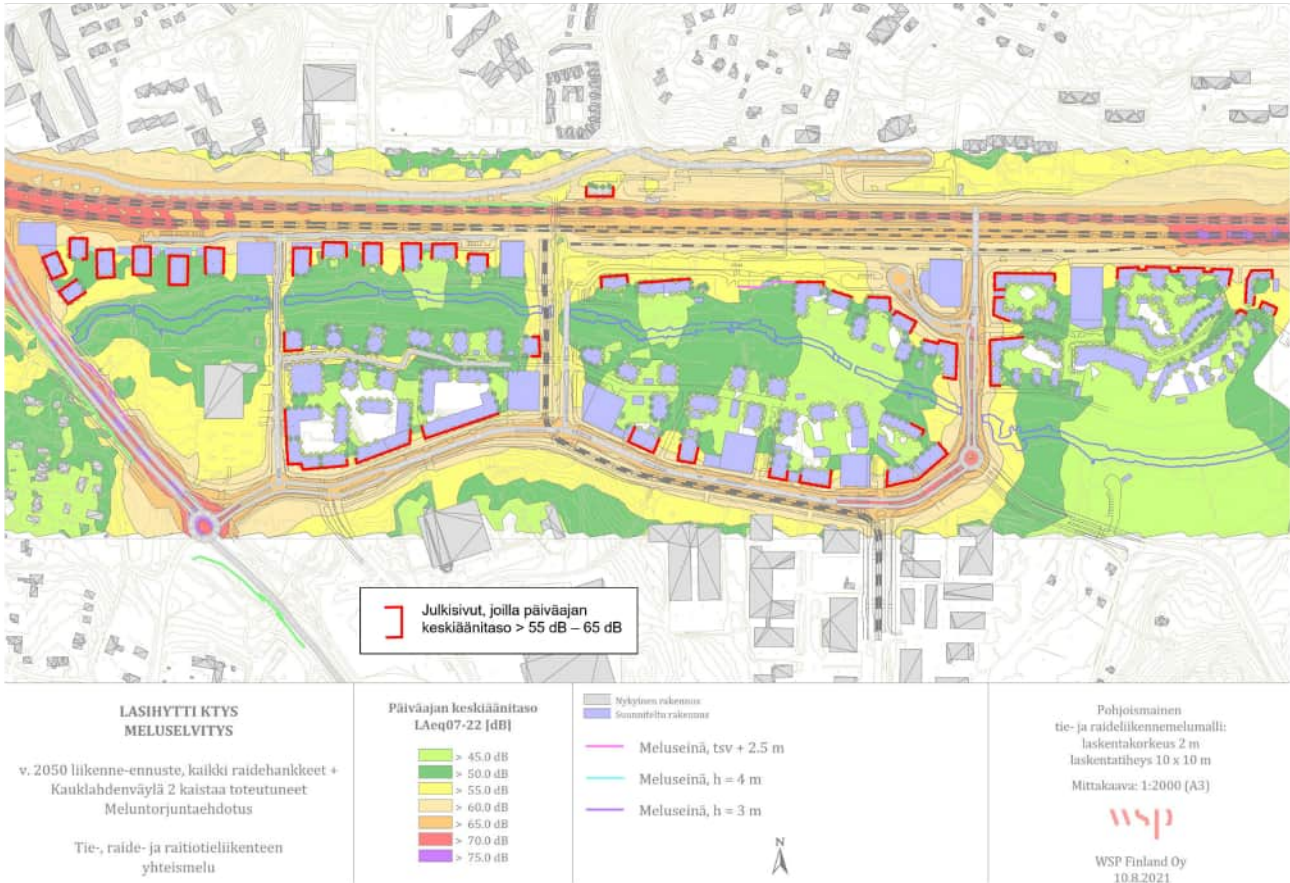 Julkisivut, joilla päiväajan
keskiäänitaso > 55 dB – 65 dB
LASIHYTTI KTYS
MELUSELVITYS
v. 2050 liikenne-ennuste, kaikki raidehankkeet +
Kauklahdenväylä 2 kaistaa toteutuneet
Meluntorjuntaehdotus
Tie-, raide- ja raitiotieliikenteen
yhteismelu
Päiväajan keskiäänitaso
LAeq07-22 [dB]
> 45.0 dB
> 50.0 dB
> 55.0 dB
> 60.0 dB
> 65.0 dB
> 70.0 dB
> 75.0 dB
Nykyinen rakennus
Suunniteltu rakennus
Meluseinä, tsv + 2.5 m
Meluseinä, h = 4 m
Meluseinä, h = 3 m
N
Pohjoismainen
tie- ja raideliikennemelumalli:
laskentakorkeus 2 m
laskentatiheys 10 x 10 m
Mittakaava: 1:2000 (A3)
wsp
WSP Finland Oy
10.8.2021